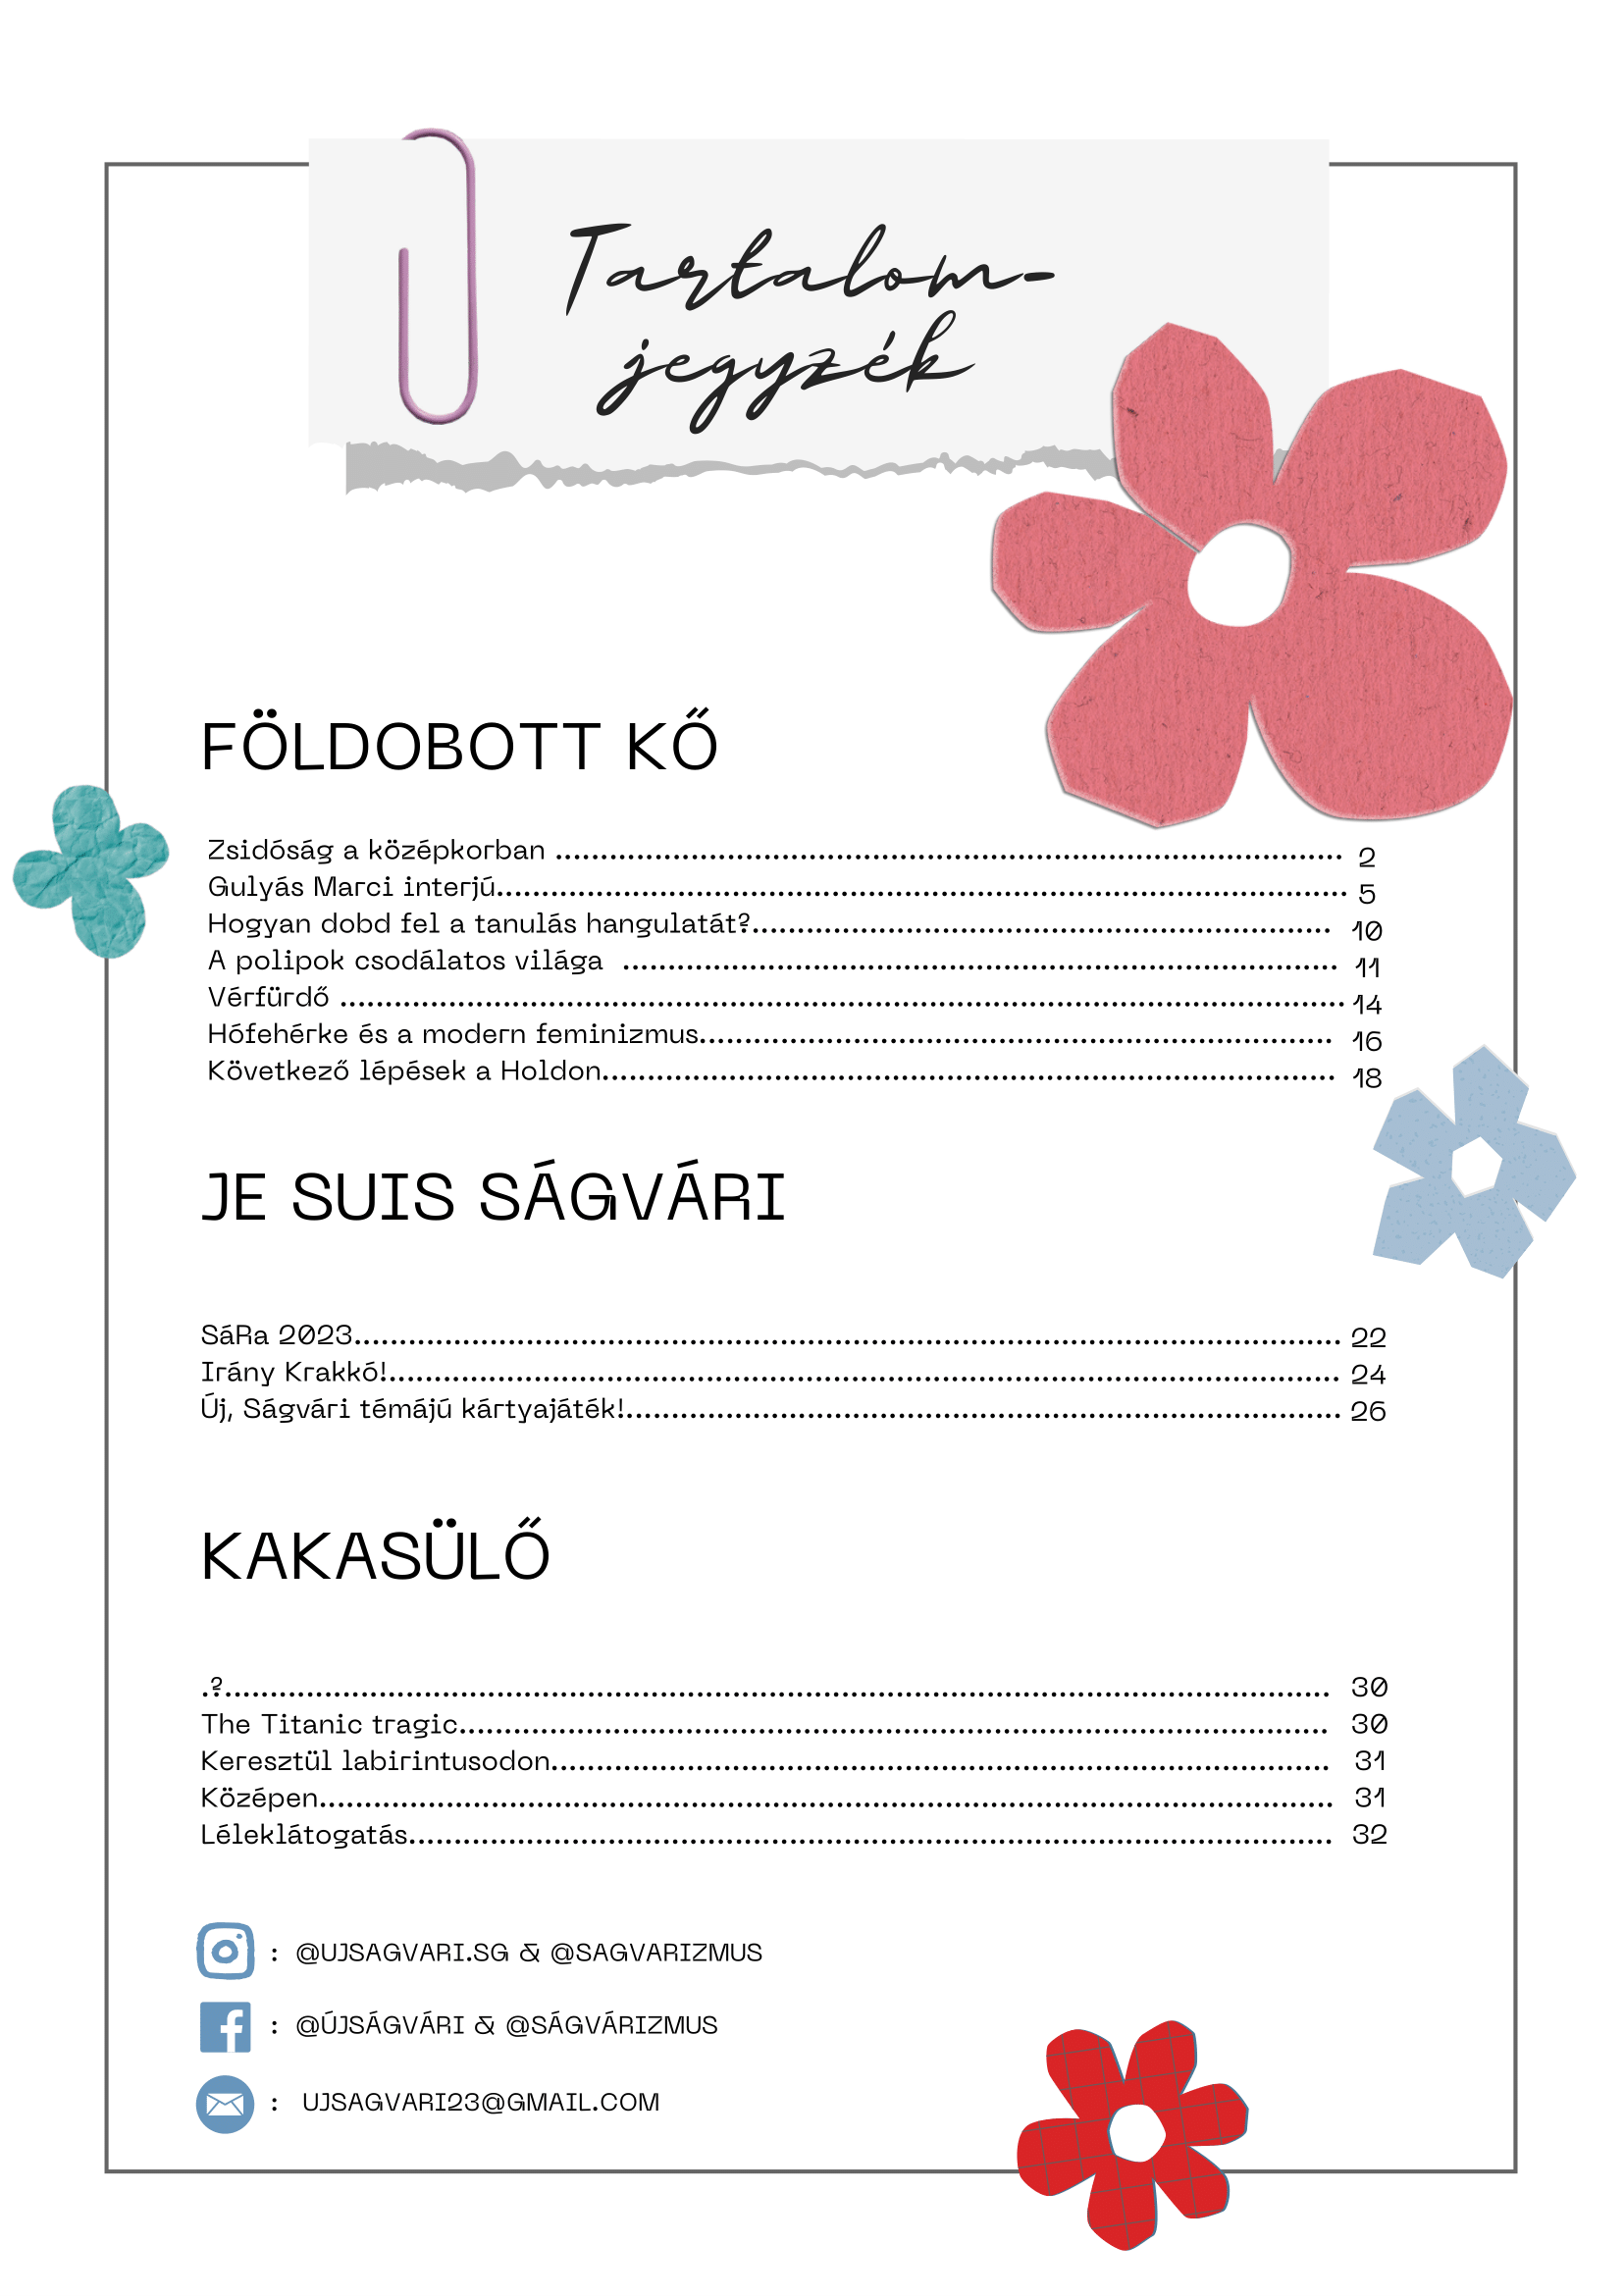 Tartalom-
jegyzék
FÖLDOBOTT KŐ
Zsidóság a középkorban ........................................................................................ 2
Gulyás Marci interjú............................................................................................... 5
Hogyan dobd fel a tanulás hangulatát?................................................................. 10
A polipok csodálatos világa ................................................................................ 11
Vérfürdő ................................................................................................................ 14
Hófehérke és a modern feminizmus...................................................................... 16
Következő lépések a Holdon.................................................................................. 18
JE SUIS SÁGVÁRI
SáRa 2023.............................................................................................................. 22
Irány Krakkó!.......................................................................................................... 24
Új, Ságvári témájú kártyajáték!............................................................................... 26
KAKASÜLŐ
.?............................................................................................................................ 30
The Titanic tragic................................................................................................... 30
Keresztül labirintusodon........................................................................................ 31
Középen.................................................................................................................. 31
Léleklátogatás........................................................................................................ 32
: @UJSAGVARI.SG & @SAGVARIZMUS
: @ÚJSÁGVÁRI & @SÁGVÁRIZMUS
: UJSAGVARI23@GMAIL.COM